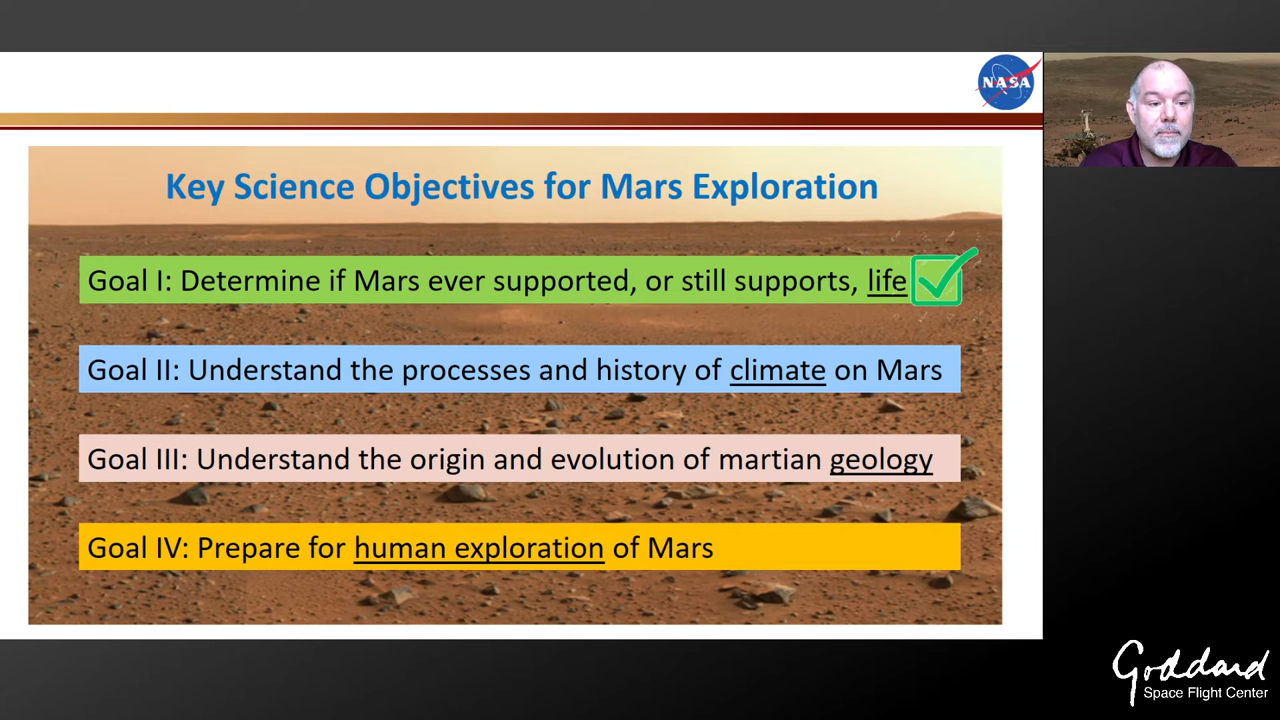 NASA
Key Science Objectives for Mars Exploration
Goal I: Determine if Mars ever supported, or still supports, life
Goal II: Understand the processes and history of climate on Mars
Goal III: Understand the origin and evolution of martian geology
Goal IV: Prepare for human exploration of Mars
Goddard
Space Flight Center